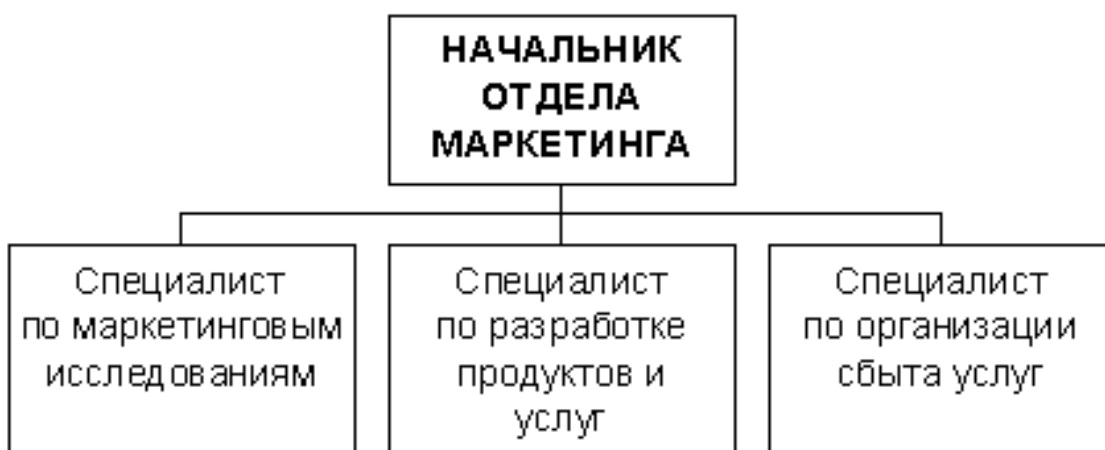 НАЧАЛЬНИК
ОТДЕЛА
МАРКЕТИНГА
Специалист
по маркетинговым
исследованиям
Специалист
по разработке
продуктов и
услуг
Специалист
по организации
сбыта услуг